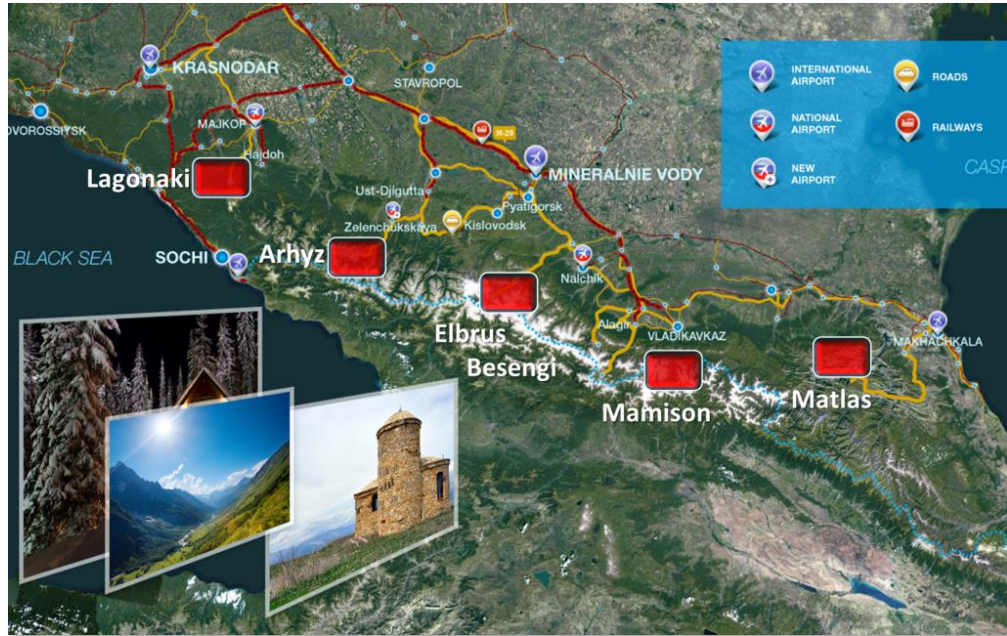 KRASNODAR
STAVROPOL
OVOROSSIYSK
MAJKOP
Hajdoh
M-29
MINERALNIE VODY
Lagonaki
Ust-Djigutta
Pyatigorsk
Zelenchukskaya
Kislovodsk
BLACK SEA
SOCHI
Arhyz
Nalchik
Elbrus
Besengi
Alagir
VLADIKAVKAZ
MAKHACHKALA
Mamison
Matlas
INTERNATIONAL
AIRPORT
ROADS
NATIONAL
AIRPORT
RAILWAYS
NEW
AIRPORT
CASP